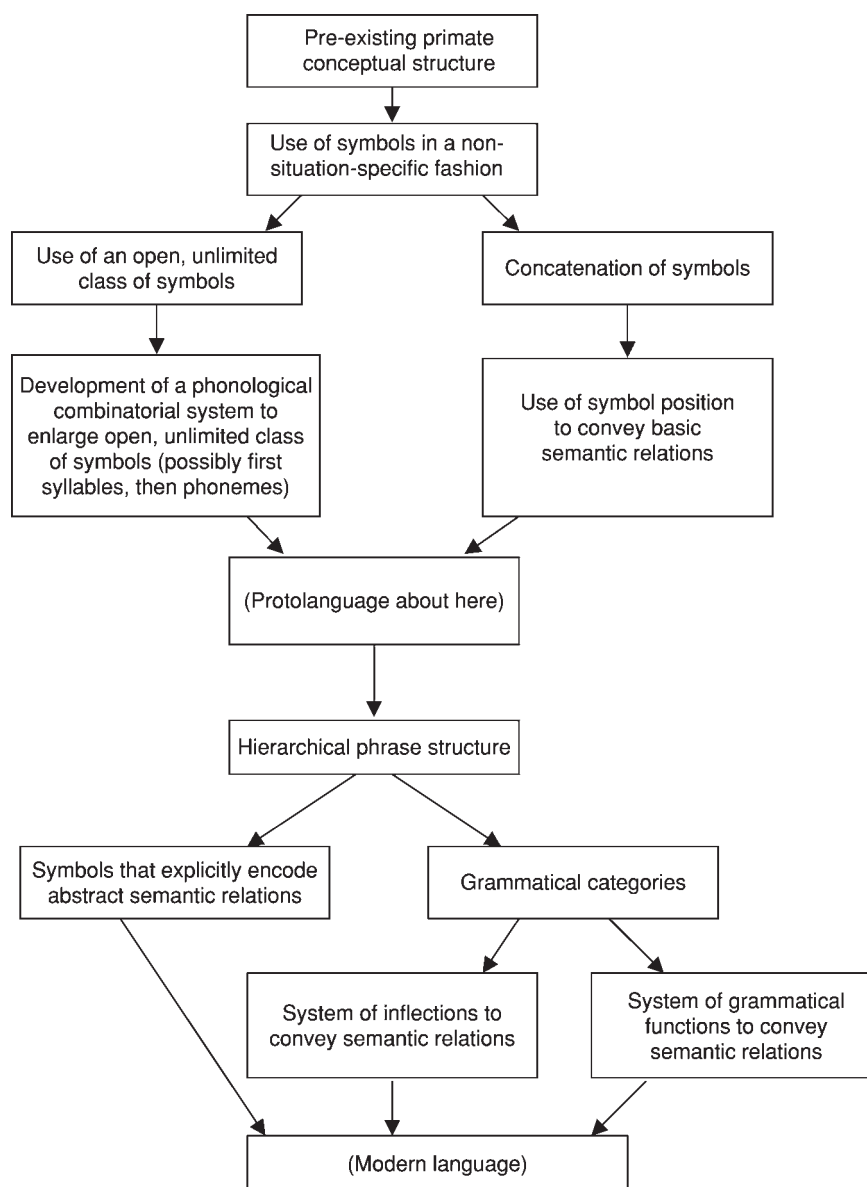 Pre-existing primate
conceptual structure
Use of symbols in a non-
situation-specific fashion
Use of an open, unlimited
class of symbols
Concatenation of symbols
Development of a phonological
combinatorial system to
enlarge open, unlimited class
of symbols (possibly first
syllables, then phonemes)
Use of symbol position
to convey basic
semantic relations
(Protolanguage about here)
Hierarchical phrase structure
Symbols that explicitly encode
abstract semantic relations
Grammatical categories
System of inflections to
convey semantic relations
System of grammatical
functions to convey
semantic relations
(Modern language)